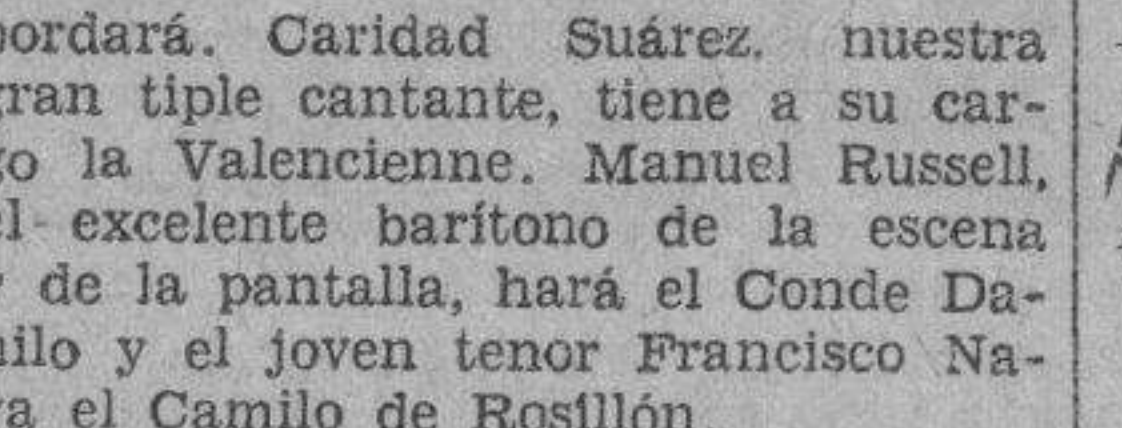 bordará. Caridad Suárez. nuestra
gran tiple cantante, tiene a su car-
go la Valencienne. Manuel Russell,
el excelente barítono de la escena
y de la pantalla, hará el Conde Da-
nilo y el joven tenor Francisco Na-
va el Camilo de Rosillón